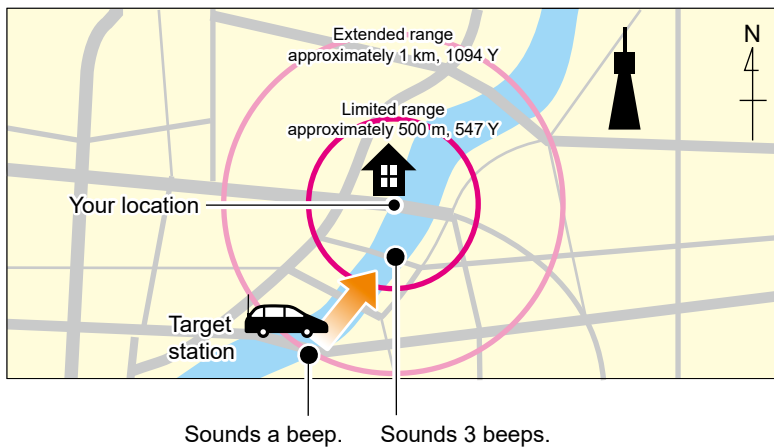 Extended range
approximately 1 km, 1094 Y
N
Limited range
approximately 500 m, 547 Y
Your location
Target
station
Sounds a beep.
Sounds 3 beeps.